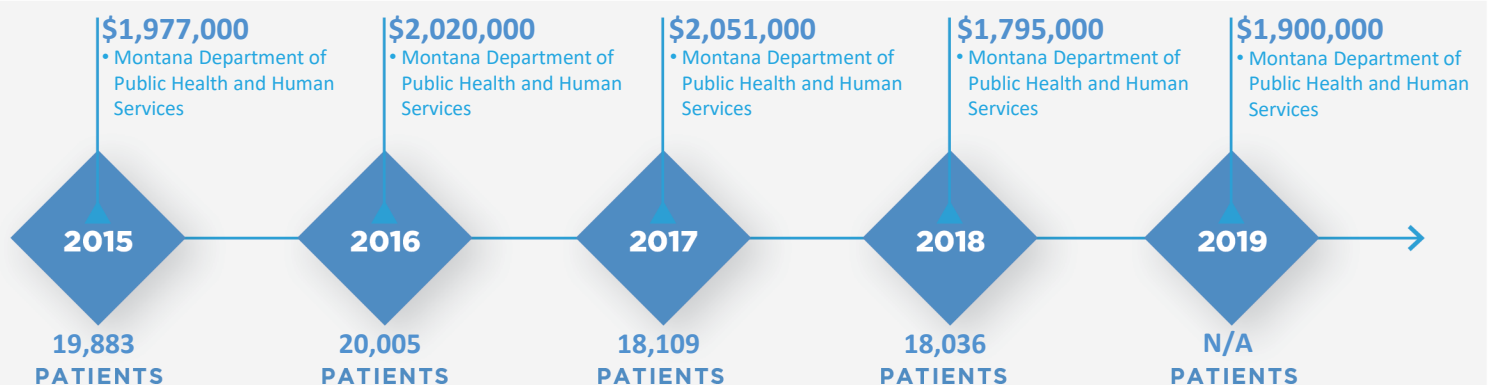 $1,977,000
• Montana Department of
Public Health and Human
Services
2015
19,883
PATIENTS
$2,020,000
• Montana Department of
Public Health and Human
Services
2016
20,005
PATIENTS
$2,051,000
• Montana Department of
Public Health and Human
Services
2017
18,109
PATIENTS
$1,795,000
• Montana Department of
Public Health and Human
Services
2018
18,036
PATIENTS
$1,900,000
• Montana Department of
Public Health and Human
Services
2019
N/A
PATIENTS